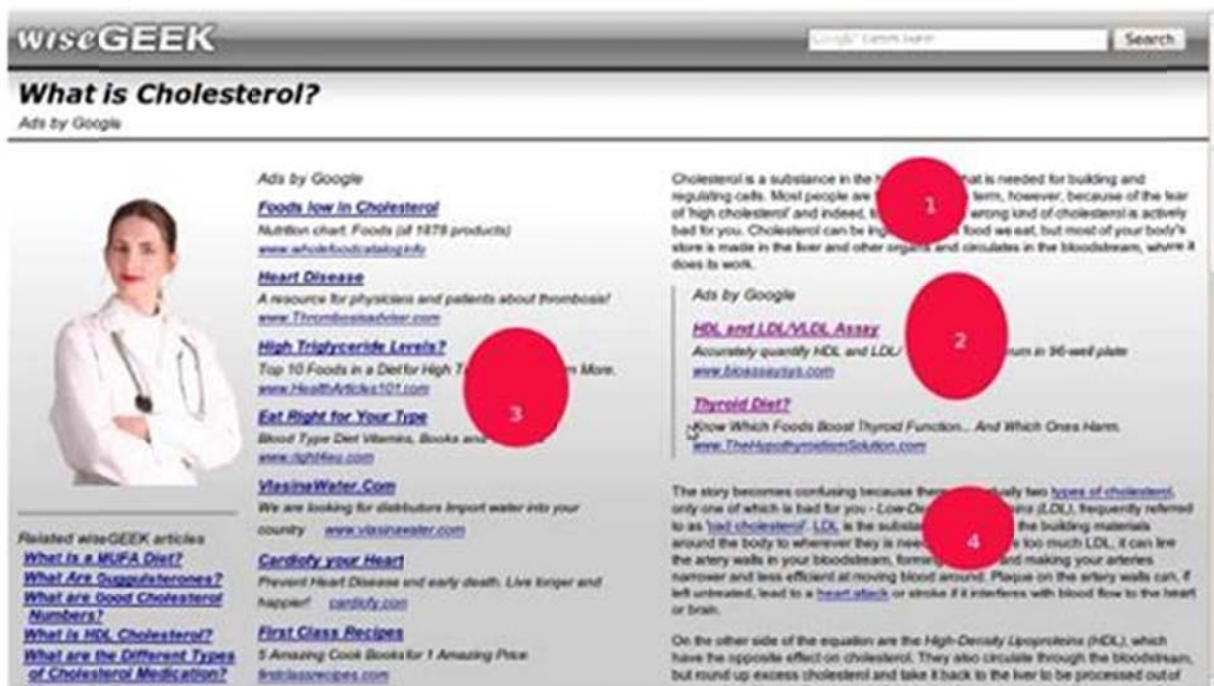 wiseGEEK
Search
What is Cholesterol?
Ads by Google
Ads by Google
Foods low in Cholesterol
Nutrition chart. Foods (of 1878 products)
www.wholefoodcatalog.info
Heart Disease
A resource for physicians and patients about thrombosis!
www.Thrombosisadviser.com
High Triglyceride Levels?
Top 10 Foods in a Diet for High More.
www.HealthArticles101.com
3
Eat Right for Your Type
Blood Type Diet Vitamins, Books and
www.right4eu.com
VlasinaWater.Com
We are looking for distributors Import water into your
country www.vlasinawater.com
Cardiofy your Heart
Prevent Heart Disease and early death. Live longer and
happier! cardiofy.com
First Class Recipes
5 Amazing Cook Books for 1 Amazing Price
firstclassrecipes.com
Related wiseGEEK articles
What is a MUFA Diet?
What Are Guggulsterones?
What are Good Cholesterol
Numbers?
What is HDL Cholesterol?
What are the Different Types
of Cholesterol Medication?
Cholesterol is a substance in the that is needed for building and
regulating cells. Most people are term, however, because of the fear
1
of 'high cholesterol' and indeed, wrong kind of cholesterol is actively
bad for you. Cholesterol can be food we eat, but most of your body's
store is made in the liver and other organs and circulates in the bloodstream, where it
does its work.
Ads by Google
HDL and LDL/VLDL Assay
2
Accurately quantify HDL and LDL/ in 96-well plate
www.bioassaysys.com
Thyroid Diet?
Know Which Foods Boost Thyroid Function... And Which Ones Harm.
www.TheHypothyroidismSolution.com
The story becomes confusing because two types of cholesterol,
only one of which is bad for you - (LDL), frequently referred
to as 'bad cholesterol'. LDL is the the building materials
4
around the body to wherever they is too much LDL, it can line
the artery walls in your bloodstream, and making your arteries
narrower and less efficient at moving blood around. Plaque on the artery walls can, if
left untreated, lead to a heart attack or stroke if it interferes with blood flow to the heart
or brain.
On the other side of the equation are the High-Density Lipoproteins (HDL), which
have the opposite effect on cholesterol. They also circulate through the bloodstream,
but round up excess cholesterol and take it back to the liver to be processed out of